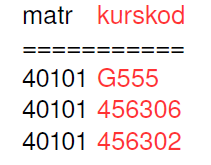 matr kurskod
===========
40101 G555
40101 456306
40101 456302